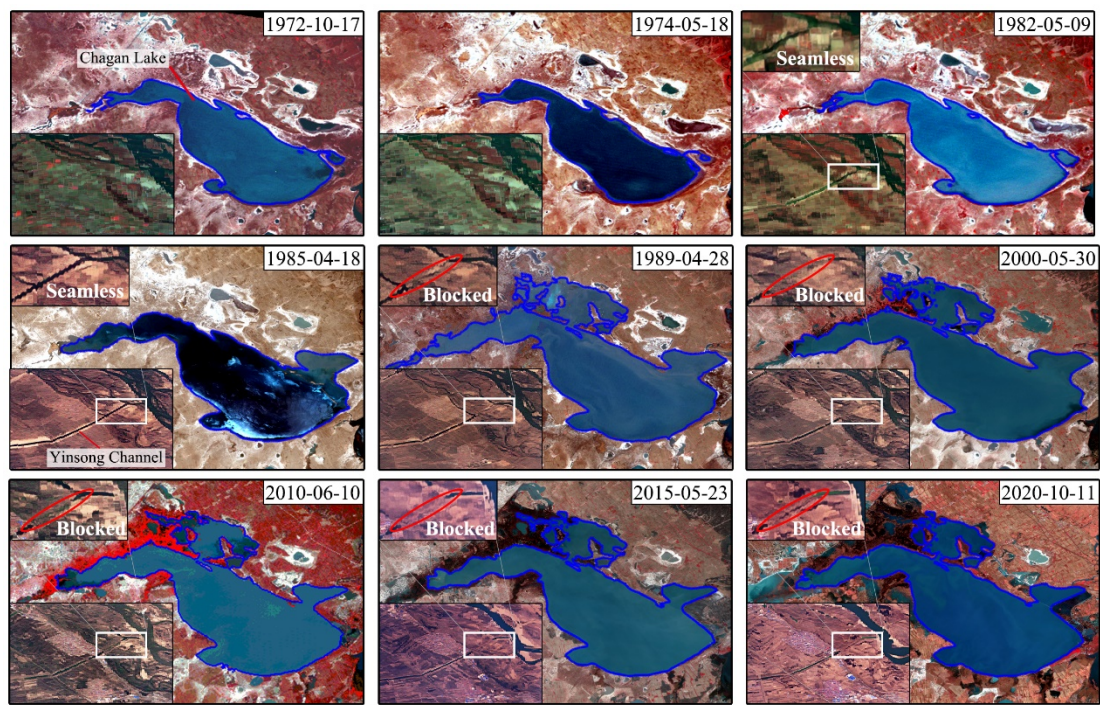 1972-10-17
Chagan Lake
1974-05-18
1982-05-09
Seamless
1985-04-18
Seamless
Yinsong Channel
1989-04-28
Blocked
2000-05-30
Blocked
2010-06-10
Blocked
2015-05-23
Blocked
2020-10-11
Blocked